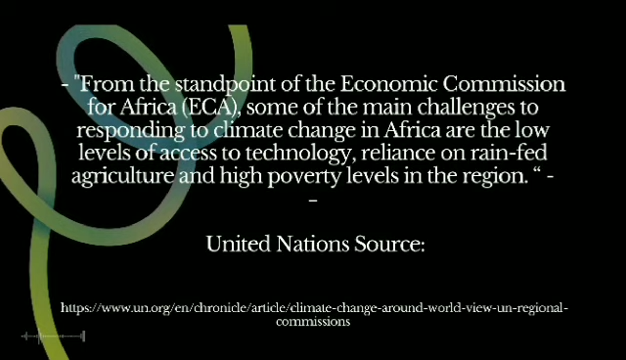 - "From the standpoint of the Economic Commission
for Africa (ECA), some of the main challenges to
responding to climate change in Africa are the low
levels of access to technology, reliance on rain-fed
agriculture and high poverty levels in the region. “ -
–
United Nations Source:
https://www.un.org/en/chronicle/article/climate-change-around-world-view-un-regional-
commissions